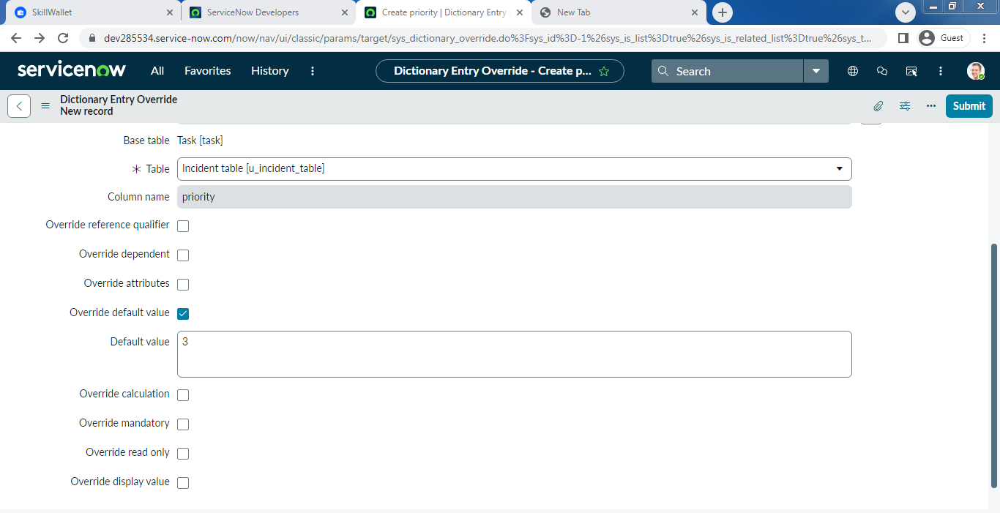 SkillWallet
ServiceNow Developers
Create priority | Dictionary Entry
New Tab
dev285534.service-now.com/now/nav/ui/classic/params/target/sys_dictionary_override.do%3Fsys_id%3D-1%26sys_is_list%3Dtrue%26sys_is_related_list%3Dtrue%26sys_t...
Guest
servicenow
All
Favorites
History
Dictionary Entry Override - Create p...
Search
Dictionary Entry Override
New record
Submit
Base table Task [task]
Table Incident table [u_incident_table]
Column name priority
Override reference qualifier
Override dependent
Override attributes
Override default value
Default value 3
Override calculation
Override mandatory
Override read only
Override display value